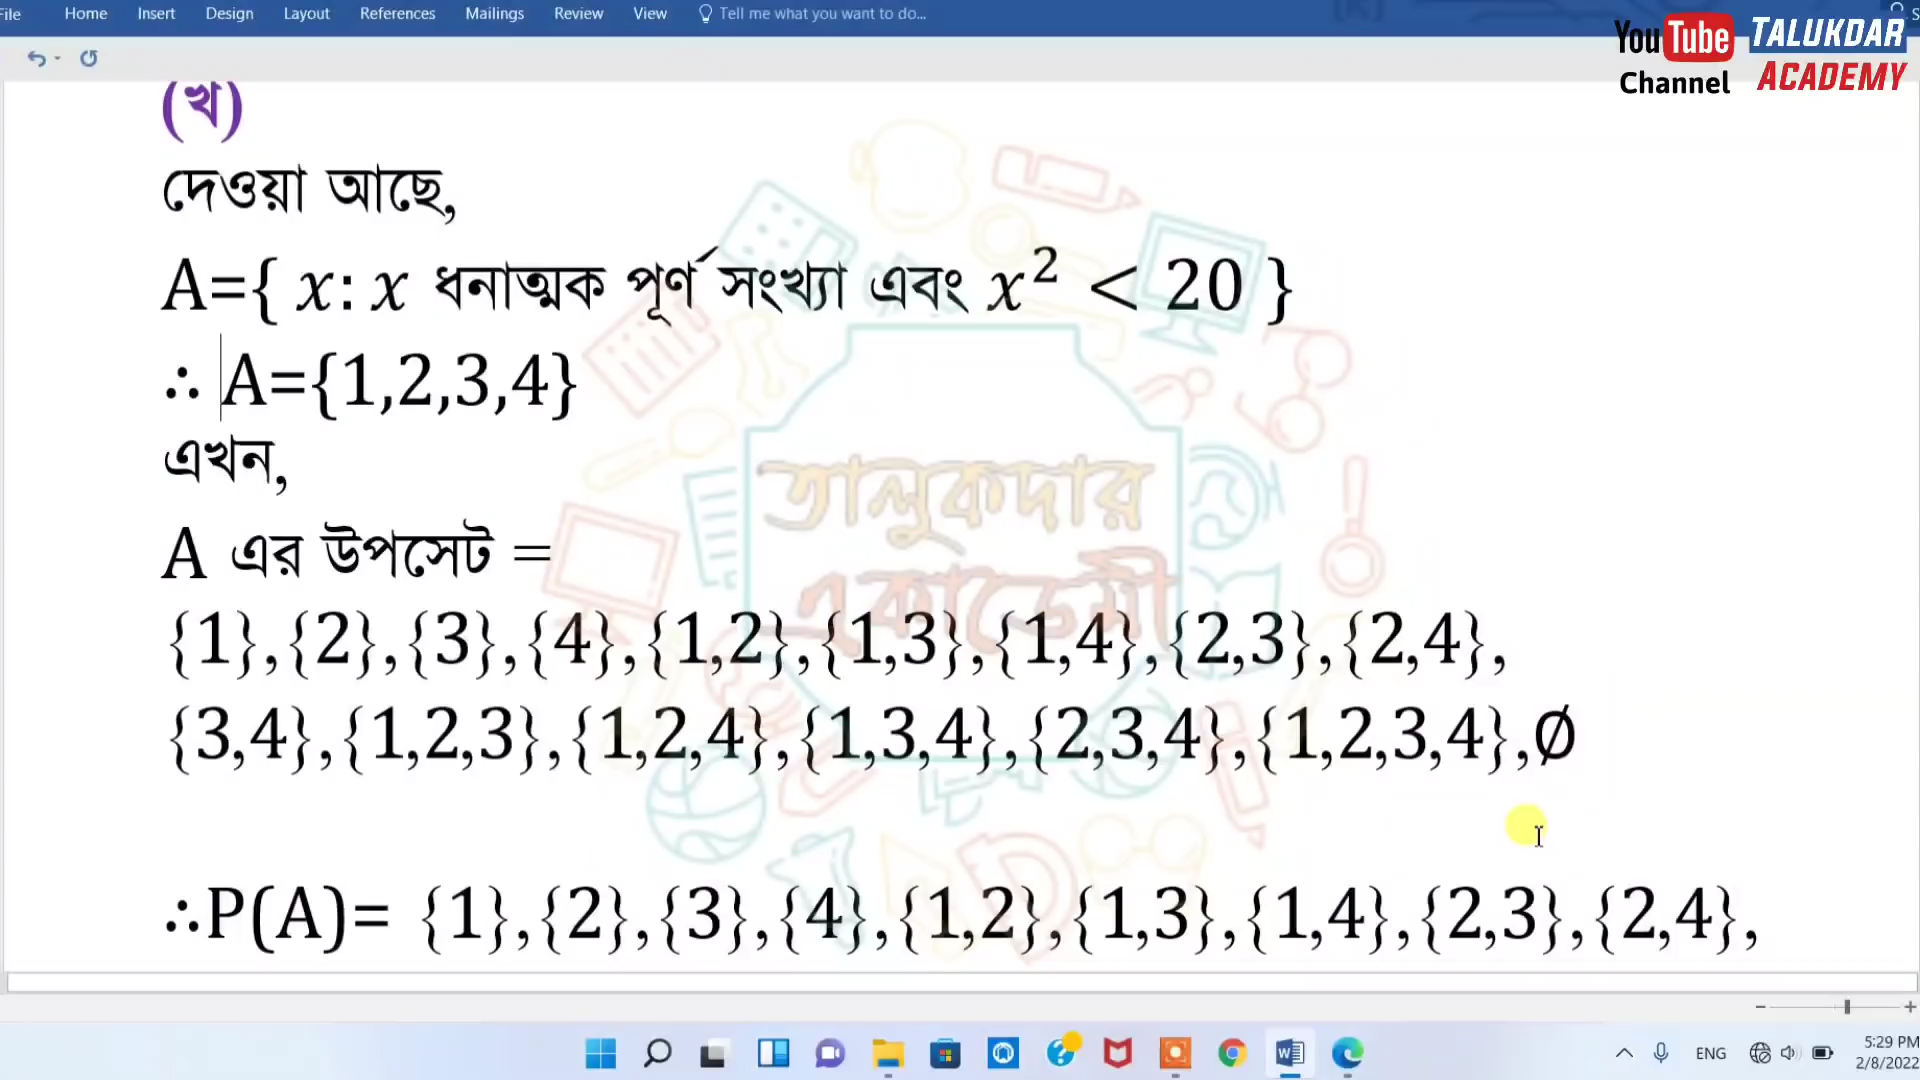 File Home Insert Design Layout References Mailings Review View Tell me what you want to do...
YouTube Channel TALUKDAR ACADEMY
(খ)
দেওয়া আছে,
A={ x: x ধনাত্মক পূর্ণ সংখ্যা এবং x² < 20 }
∴ A={1,2,3,4}
এখন,
A এর উপসেট =
{1},{2},{3},{4},{1,2},{1,3},{1,4},{2,3},{2,4},
{3,4},{1,2,3},{1,2,4},{1,3,4},{2,3,4},{1,2,3,4},∅
∴P(A)= {1},{2},{3},{4},{1,2},{1,3},{1,4},{2,3},{2,4},
তালুকদার
একাডেমী
ENG
5:29 PM
2/8/2022